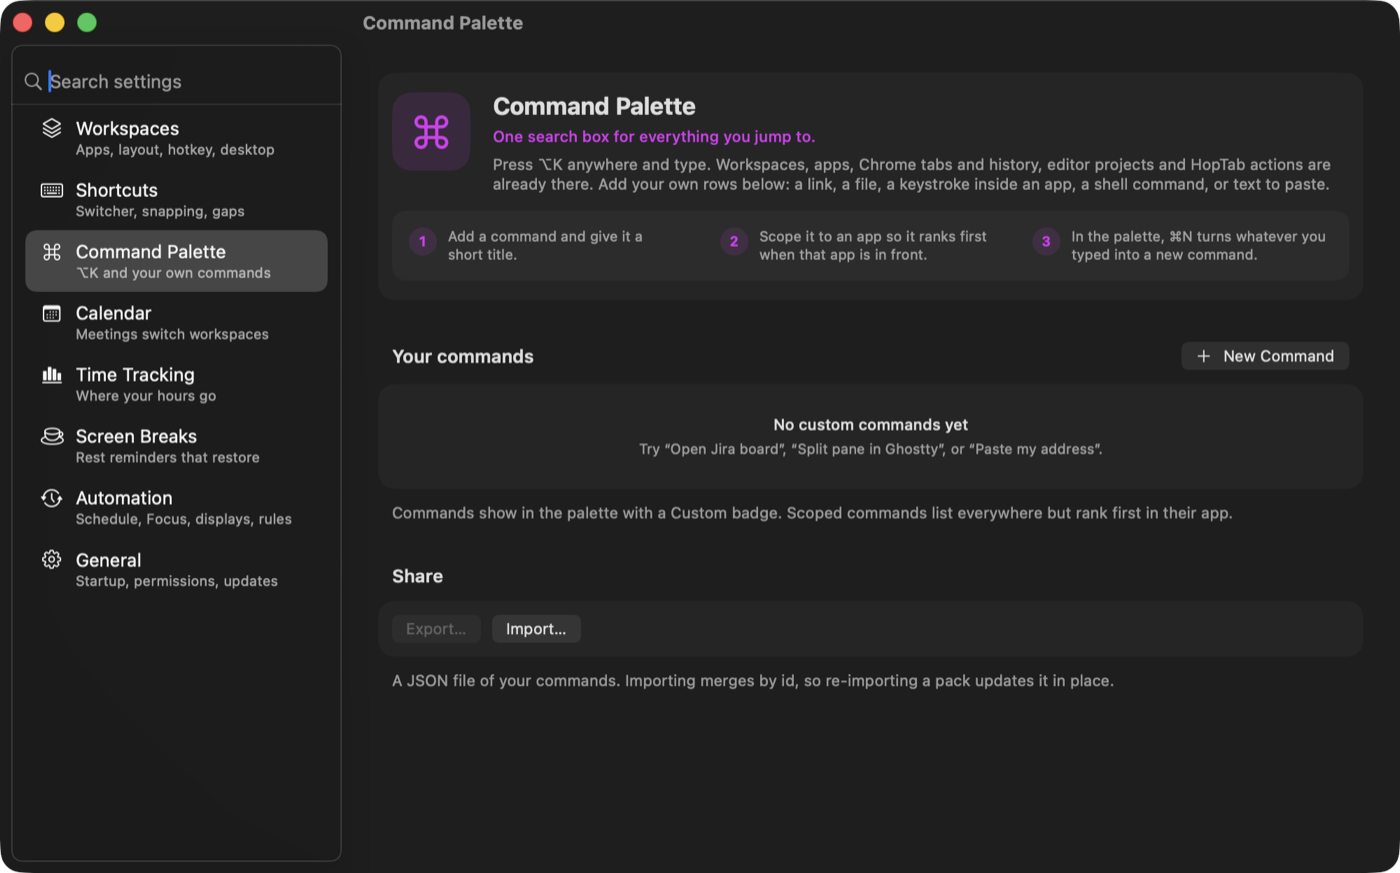 Command Palette
Search settings
Workspaces
Apps, layout, hotkey, desktop
Shortcuts
Switcher, snapping, gaps
Command Palette
⌥K and your own commands
Calendar
Meetings switch workspaces
Time Tracking
Where your hours go
Screen Breaks
Rest reminders that restore
Automation
Schedule, Focus, displays, rules
General
Startup, permissions, updates
Command Palette
One search box for everything you jump to.
Press ⌥K anywhere and type. Workspaces, apps, Chrome tabs and history, editor projects and HopTab actions are
already there. Add your own rows below: a link, a file, a keystroke inside an app, a shell command, or text to paste.
1
Add a command and give it a
short title.
2
Scope it to an app so it ranks first
when that app is in front.
3
In the palette, ⌘N turns whatever you
typed into a new command.
Your commands
+ New Command
No custom commands yet
Try “Open Jira board”, “Split pane in Ghostty”, or “Paste my address”.
Commands show in the palette with a Custom badge. Scoped commands list everywhere but rank first in their app.
Share
Export...
Import...
A JSON file of your commands. Importing merges by id, so re-importing a pack updates it in place.